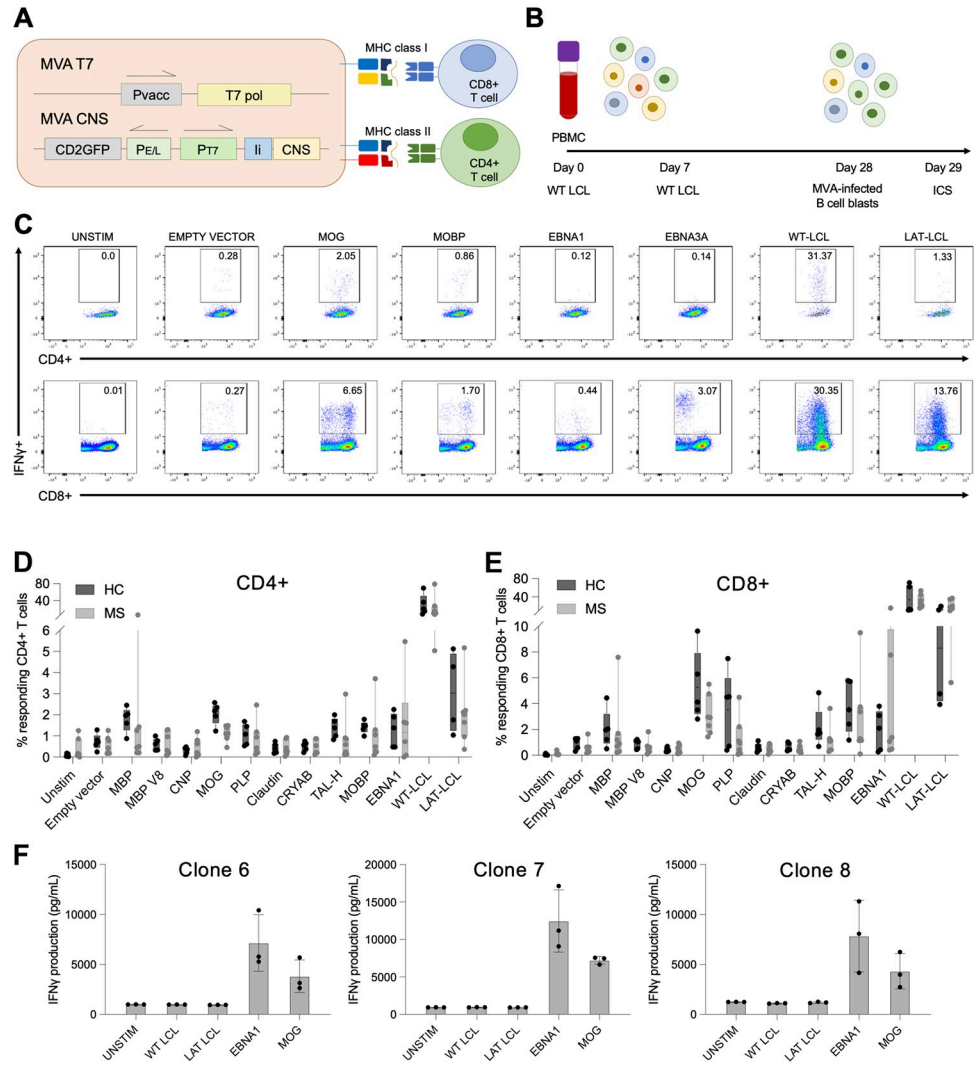 A
MVA T7
Pvacc
T7 pol
MVA CNS
CD2GFP
PE/L
PT7
Ii
CNS
MHC class I
CD8+
T cell
MHC class II
CD4+
T cell
B
PBMC
Day 0
Day 7
Day 28
Day 29
WT LCL
WT LCL
MVA-infected
B cell blasts
ICS
C
UNSTIM
EMPTY VECTOR
MOG
MOBP
EBNA1
EBNA3A
WT-LCL
LAT-LCL
0.0
0.28
2.05
0.86
0.12
0.14
31.37
1.33
CD4+
0.01
0.27
6.65
1.70
0.44
3.07
30.35
13.76
IFNγ+
CD8+
D
CD4+
HC
MS
% responding CD4+ T cells
80
40
6
5
4
3
2
1
0
Unstim
Empty vector
MBP
MBP V8
CNP
MOG
PLP
Claudin
CRYAB
TAL-H
MOBP
EBNA1
WT-LCL
LAT-LCL
E
CD8+
HC
MS
% responding CD8+ T cells
80
40
10
8
6
4
2
0
Unstim
Empty vector
MBP
MBP V8
CNP
MOG
PLP
Claudin
CRYAB
TAL-H
MOBP
EBNA1
WT-LCL
LAT-LCL
F
Clone 6
IFNγ production (pg/mL)
15000
10000
5000
0
UNSTIM
WT LCL
LAT LCL
EBNA1
MOG
Clone 7
IFNγ production (pg/mL)
20000
15000
10000
5000
0
UNSTIM
WT LCL
LAT LCL
EBNA1
MOG
Clone 8
IFNγ production (pg/mL)
15000
10000
5000
0
UNSTIM
WT LCL
LAT LCL
EBNA1
MOG